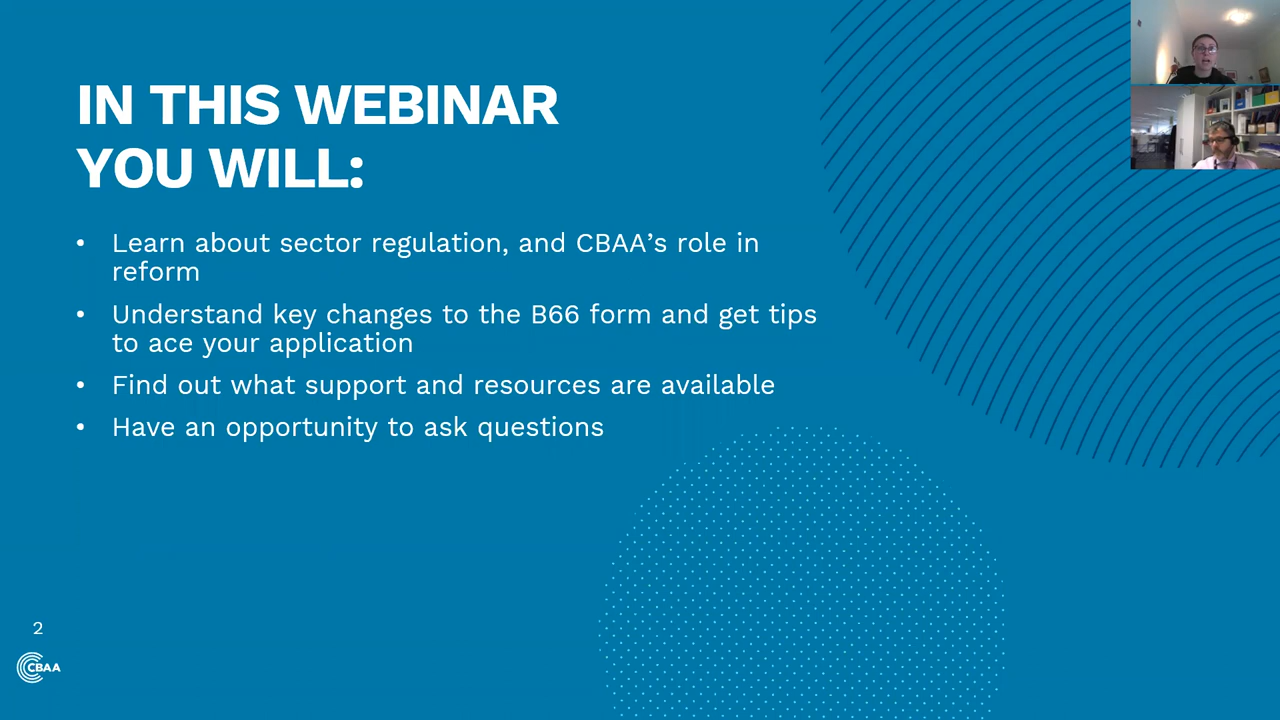 IN THIS WEBINAR
YOU WILL:
• Learn about sector regulation, and CBAA’s role in
reform
• Understand key changes to the B66 form and get tips
to ace your application
• Find out what support and resources are available
• Have an opportunity to ask questions
2
CBAA